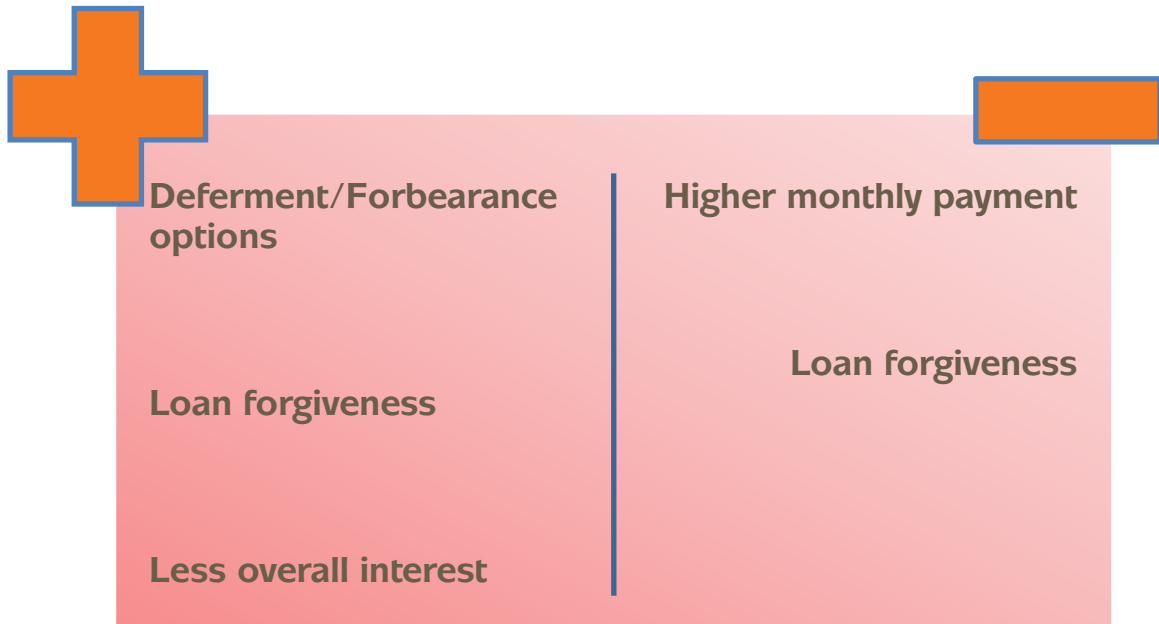 Deferment/Forbearance
options
Loan forgiveness
Less overall interest
Higher monthly payment
Loan forgiveness